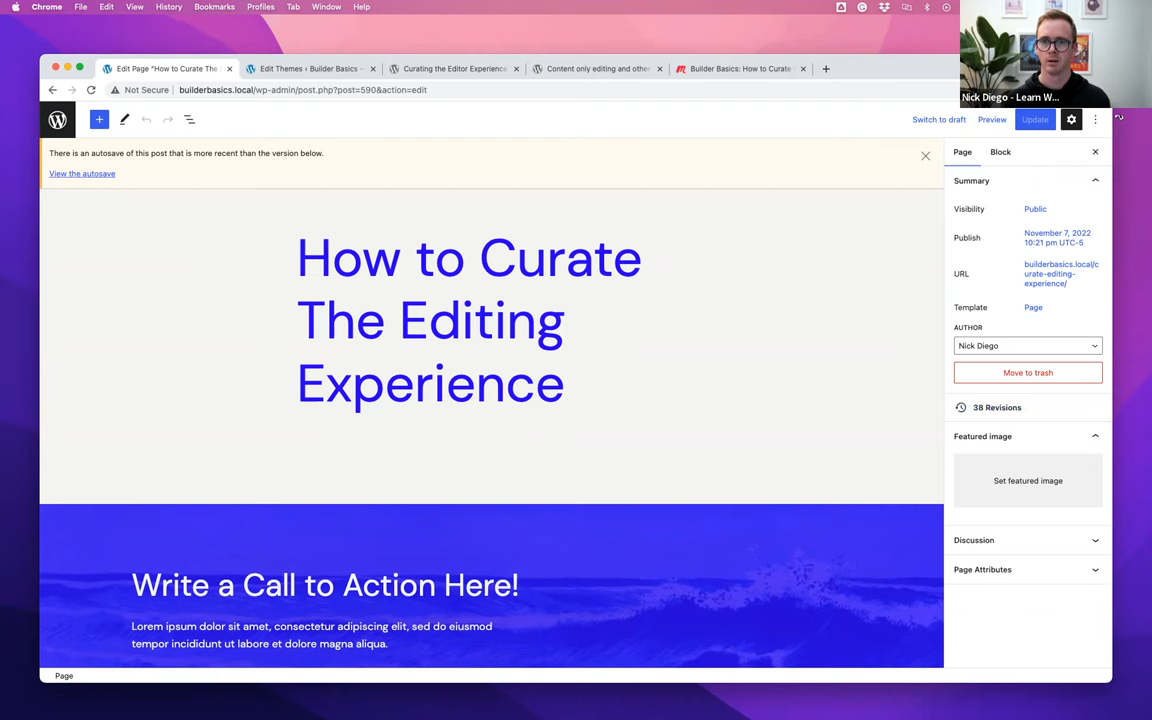 Chrome File Edit View History Bookmarks Profiles Tab Window Help
Edit Page "How to Curate The Edit Themes ‹ Builder Basics – Curating the Editor Experience Content only editing and other Builder Basics: How to Curate
Not Secure builderbasics.local/wp-admin/post.php?post=590&action=edit
Nick Diego - Learn W...
Switch to draft Preview Update
There is an autosave of this post that is more recent than the version below.
View the autosave
Page Block
Summary
Visibility Public
Publish November 7, 2022
10:21 pm UTC-5
URL builderbasics.local/c
urate-editing-
experience/
Template Page
AUTHOR
Nick Diego
Move to trash
38 Revisions
Featured image
Set featured image
Discussion
Page Attributes
How to Curate
The Editing
Experience
Write a Call to Action Here!
Lorem ipsum dolor sit amet, consectetur adipiscing elit, sed do eiusmod
tempor incididunt ut labore et dolore magna aliqua.
Page